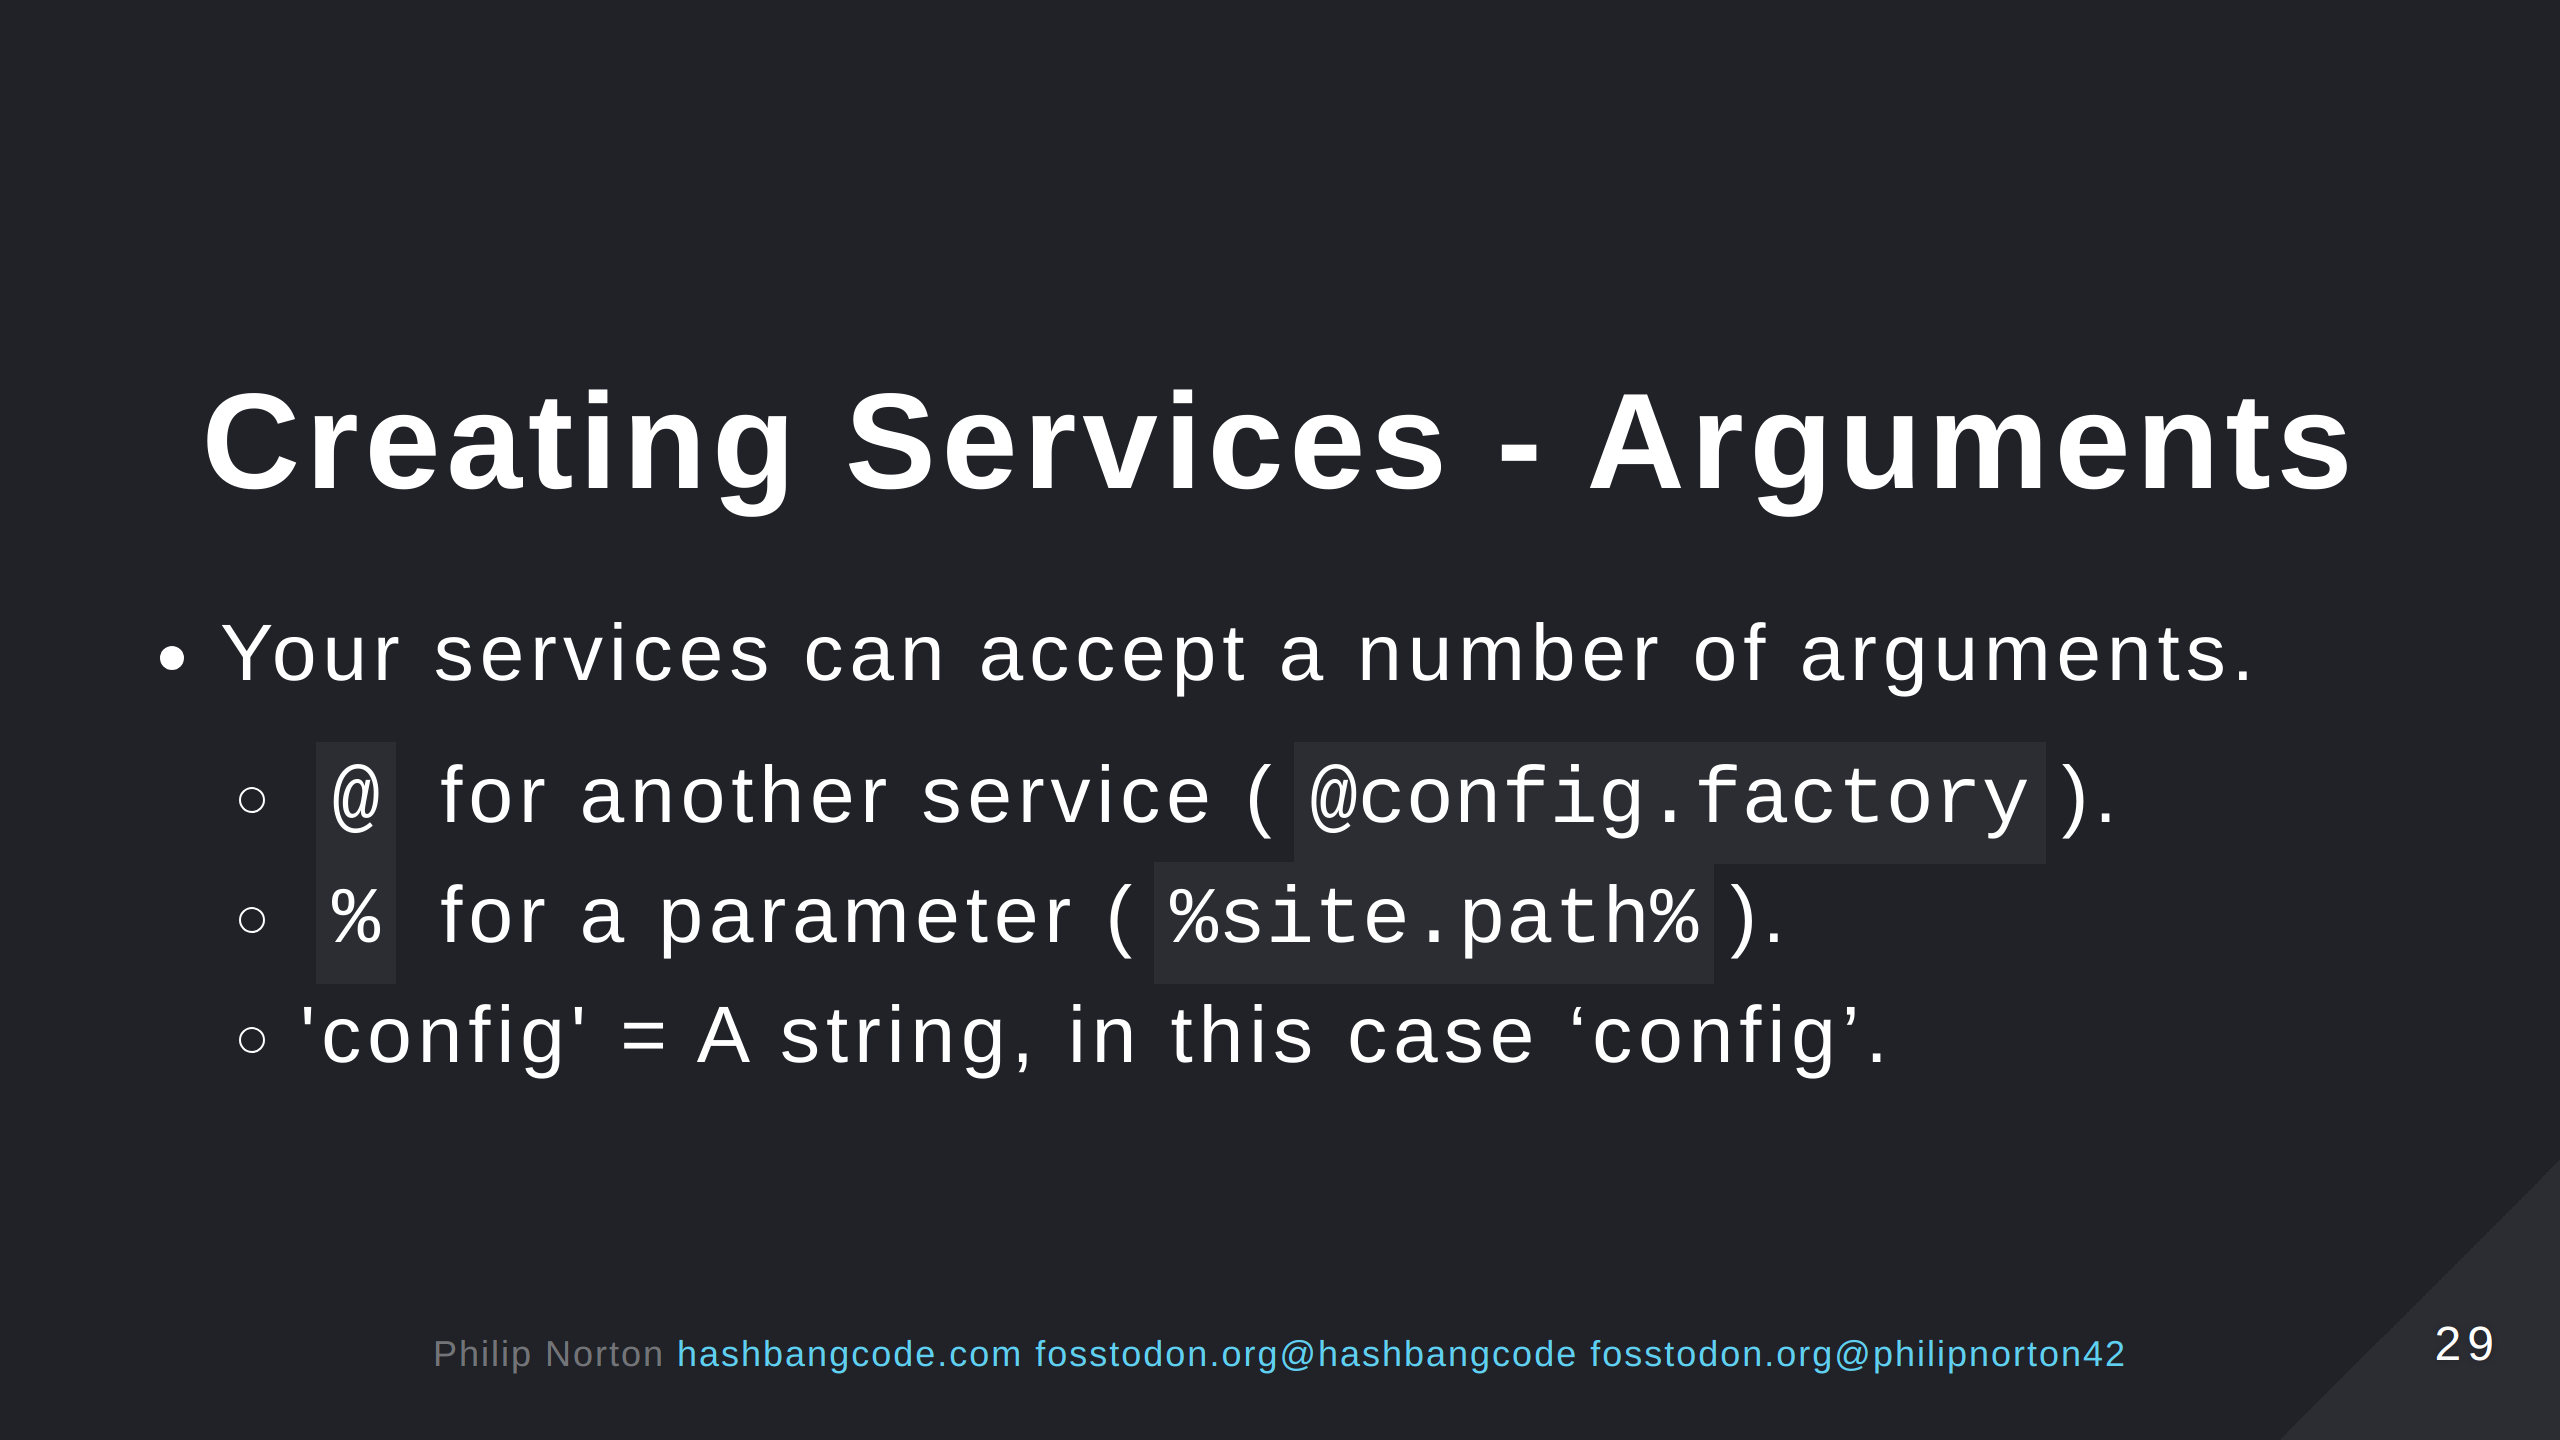 Creating Services - Arguments
• Your services can accept a number of arguments.
○ @ for another service ( @config.factory ).
○ % for a parameter ( %site.path% ).
○ 'config' = A string, in this case ‘config’.
Philip Norton hashbangcode.com fosstodon.org@hashbangcode fosstodon.org@philipnorton42
29